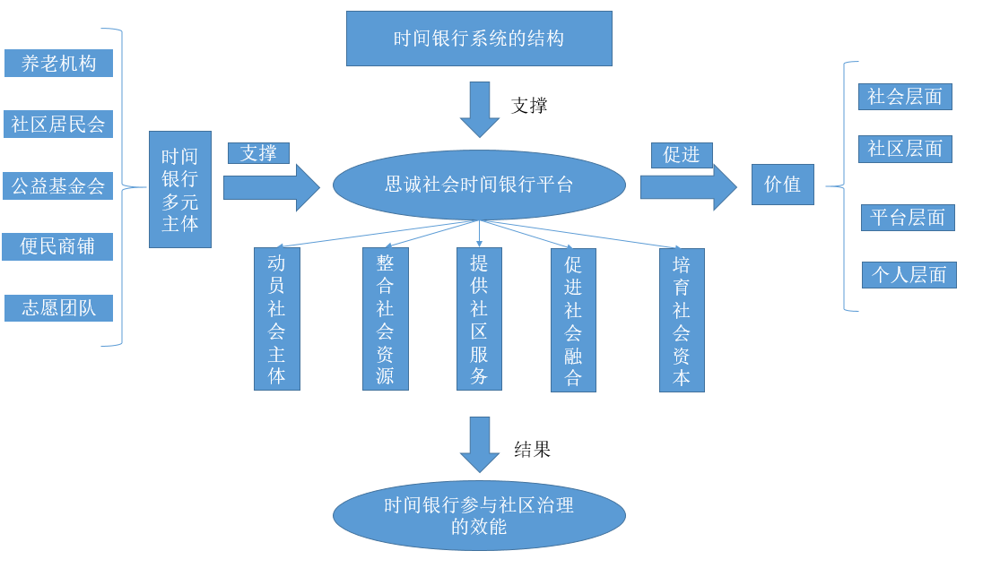 时间银行系统的结构
支撑
养老机构
社区居民会
公益基金会
便民商铺
志愿团队
时间
银行
多元
主体
支撑
思诚社会时间银行平台
促进
价值
社会层面
社区层面
平台层面
个人层面
动员社会主体
整合社会资源
提供社区服务
促进社会融合
培育社会资本
结果
时间银行参与社区治理
的效能